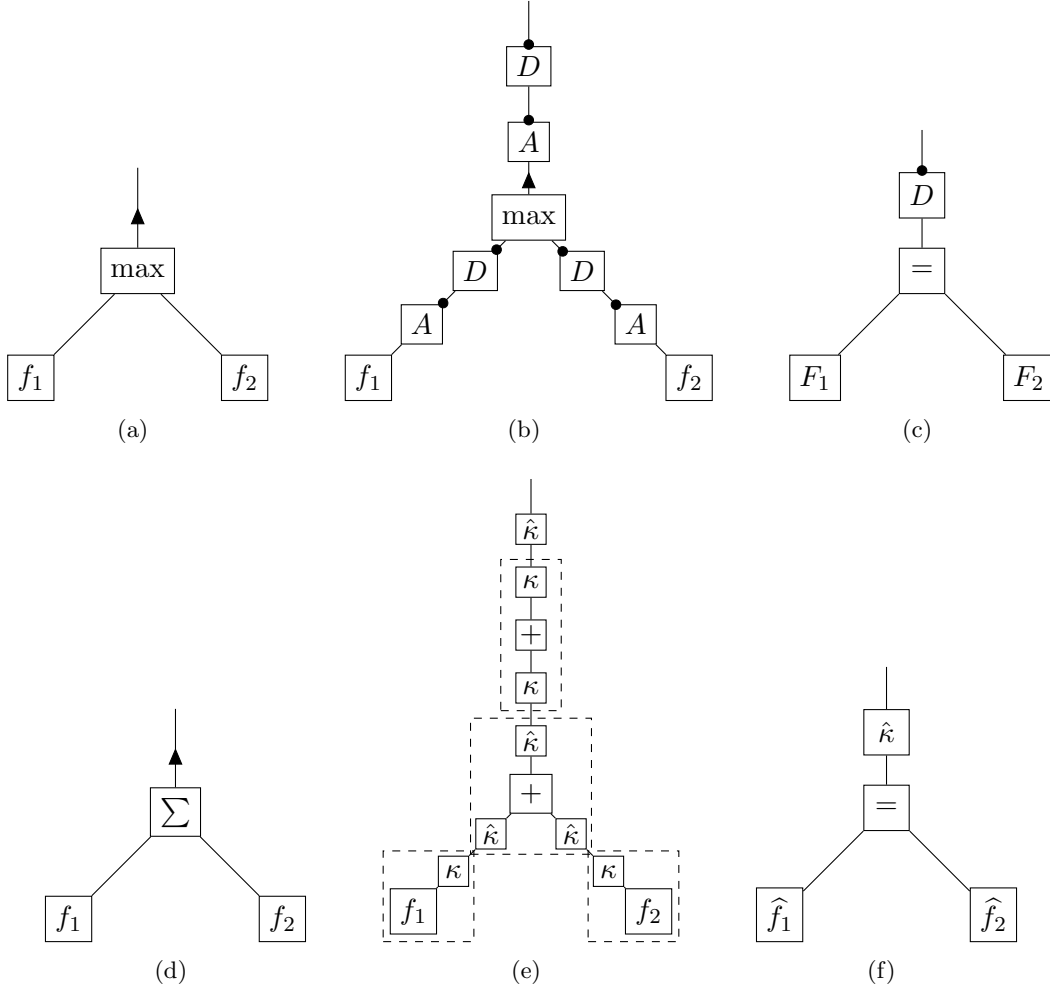 D
A
max
D D
A A
f₁ f₂
(b)
max
f₁ f₂
(a)
D
=
F₁ F₂
(c)
∑
f₁ f₂
(d)
κ̂
κ
+
κ
κ̂
+
κ̂ κ̂
κ κ
f₁ f₂
(e)
κ̂
=
f̂₁ f̂₂
(f)